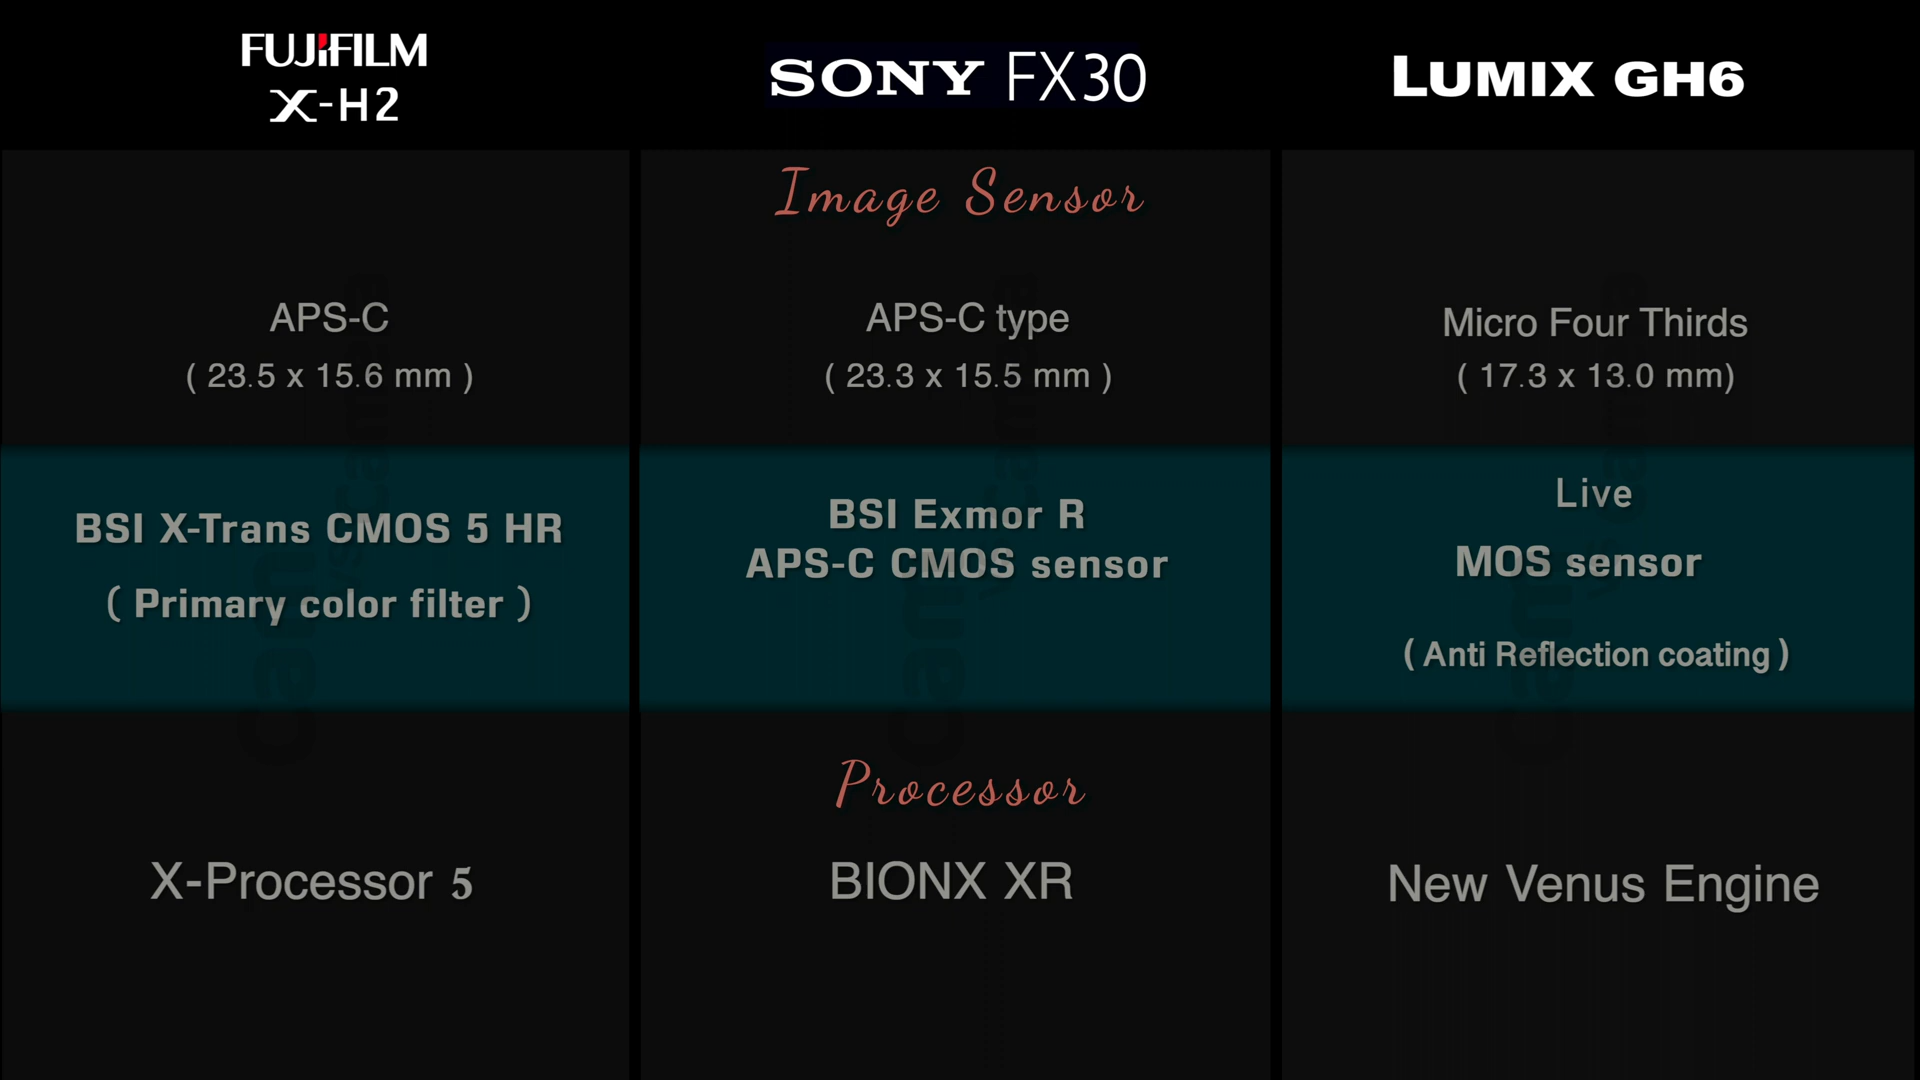 FUJIFILM
X-H2
SONY FX30
LUMIX GH6
Image Sensor
APS-C
( 23.5 x 15.6 mm )
APS-C type
( 23.3 x 15.5 mm )
Micro Four Thirds
( 17.3 x 13.0 mm)
BSI X-Trans CMOS 5 HR
( Primary color filter )
BSI Exmor R
APS-C CMOS sensor
Live
MOS sensor
( Anti Reflection coating )
Processor
X-Processor 5
BIONX XR
New Venus Engine